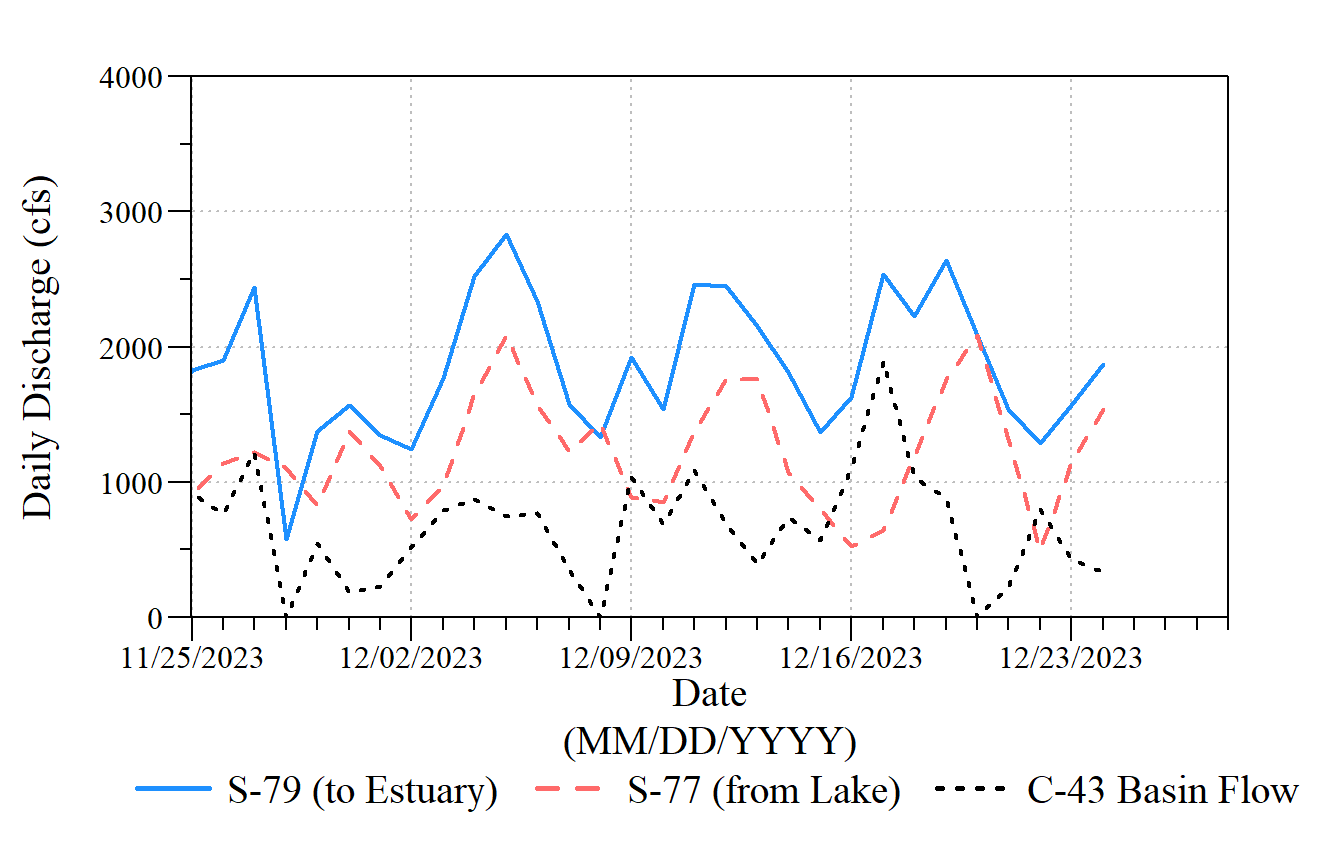 4000
3000
2000
1000
0
Daily Discharge (cfs)
11/25/2023 12/02/2023 12/09/2023 12/16/2023 12/23/2023
Date
(MM/DD/YYYY)
S-79 (to Estuary) S-77 (from Lake) C-43 Basin Flow